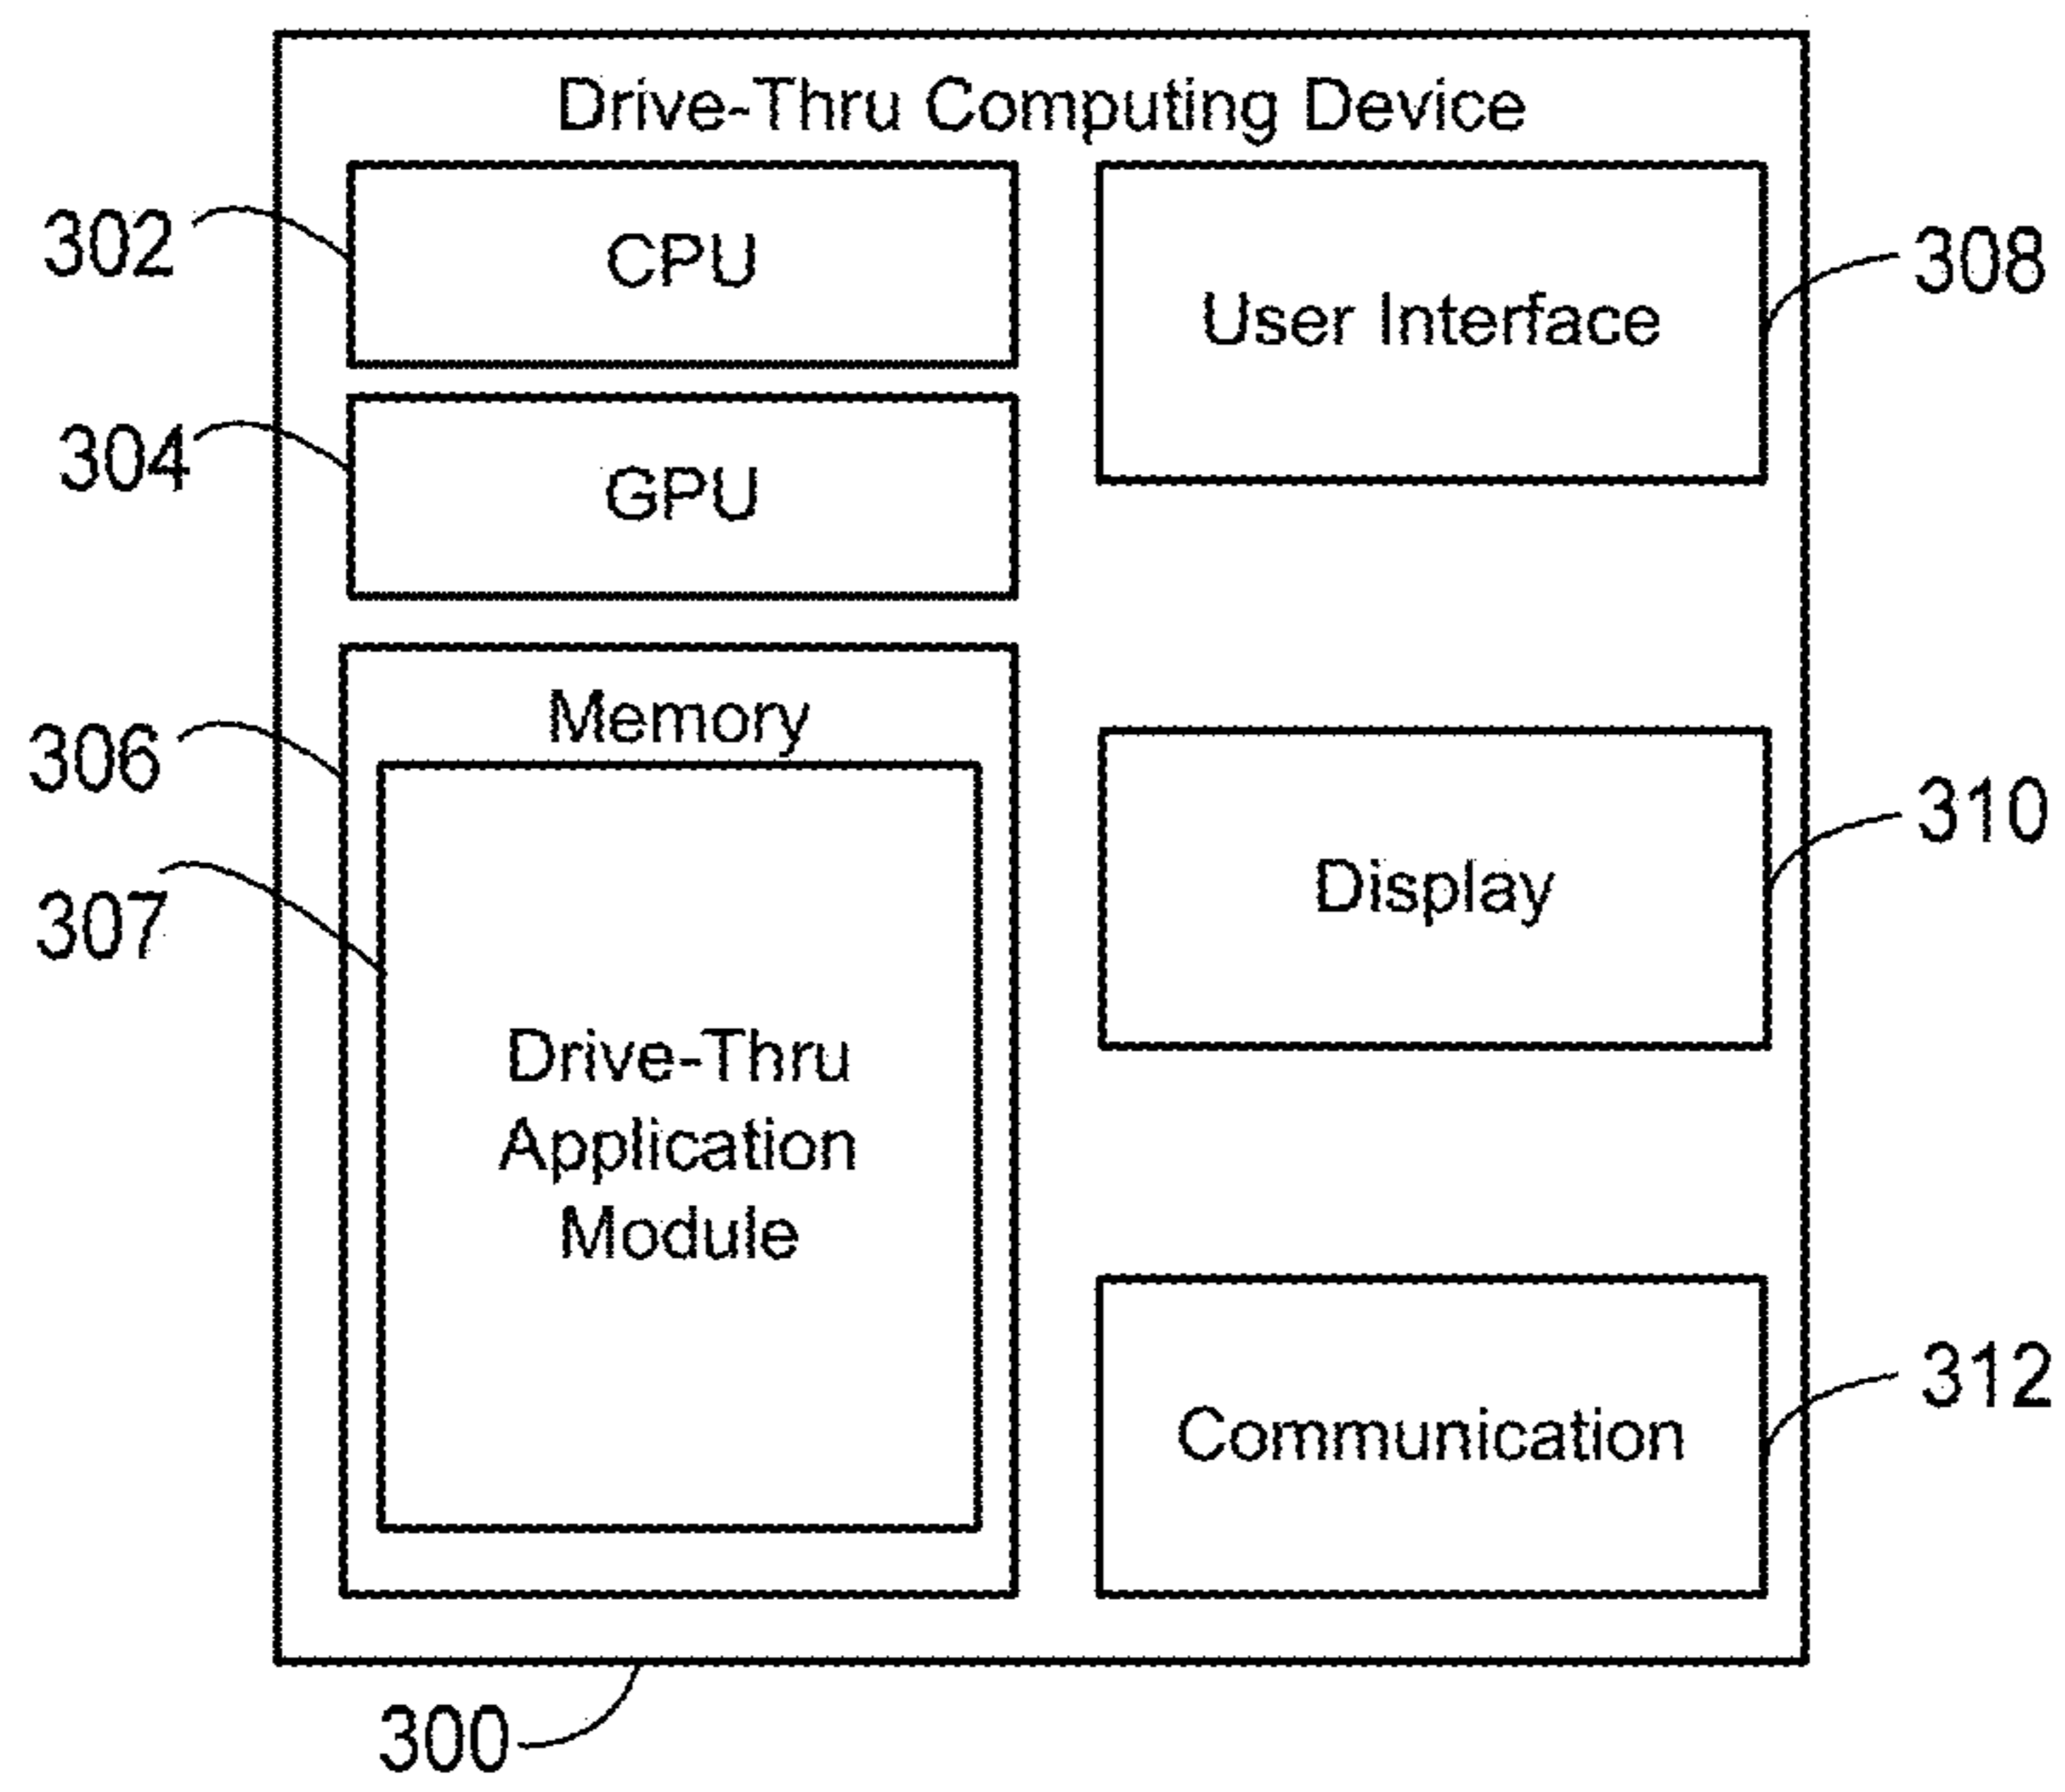 Drive-Thru Computing Device
302
CPU
User Interface
308
304
GPU
306
Memory
307
Drive-Thru
Application
Module
Display
310
Communication
312
300